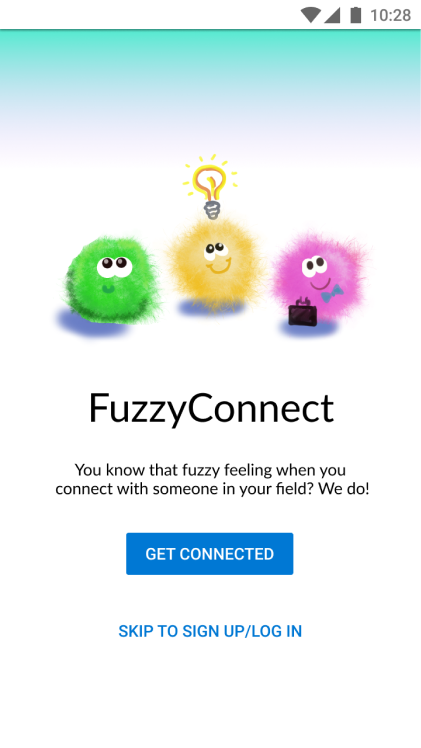 10:28
FuzzyConnect
You know that fuzzy feeling when you
connect with someone in your field? We do!
GET CONNECTED
SKIP TO SIGN UP/LOG IN